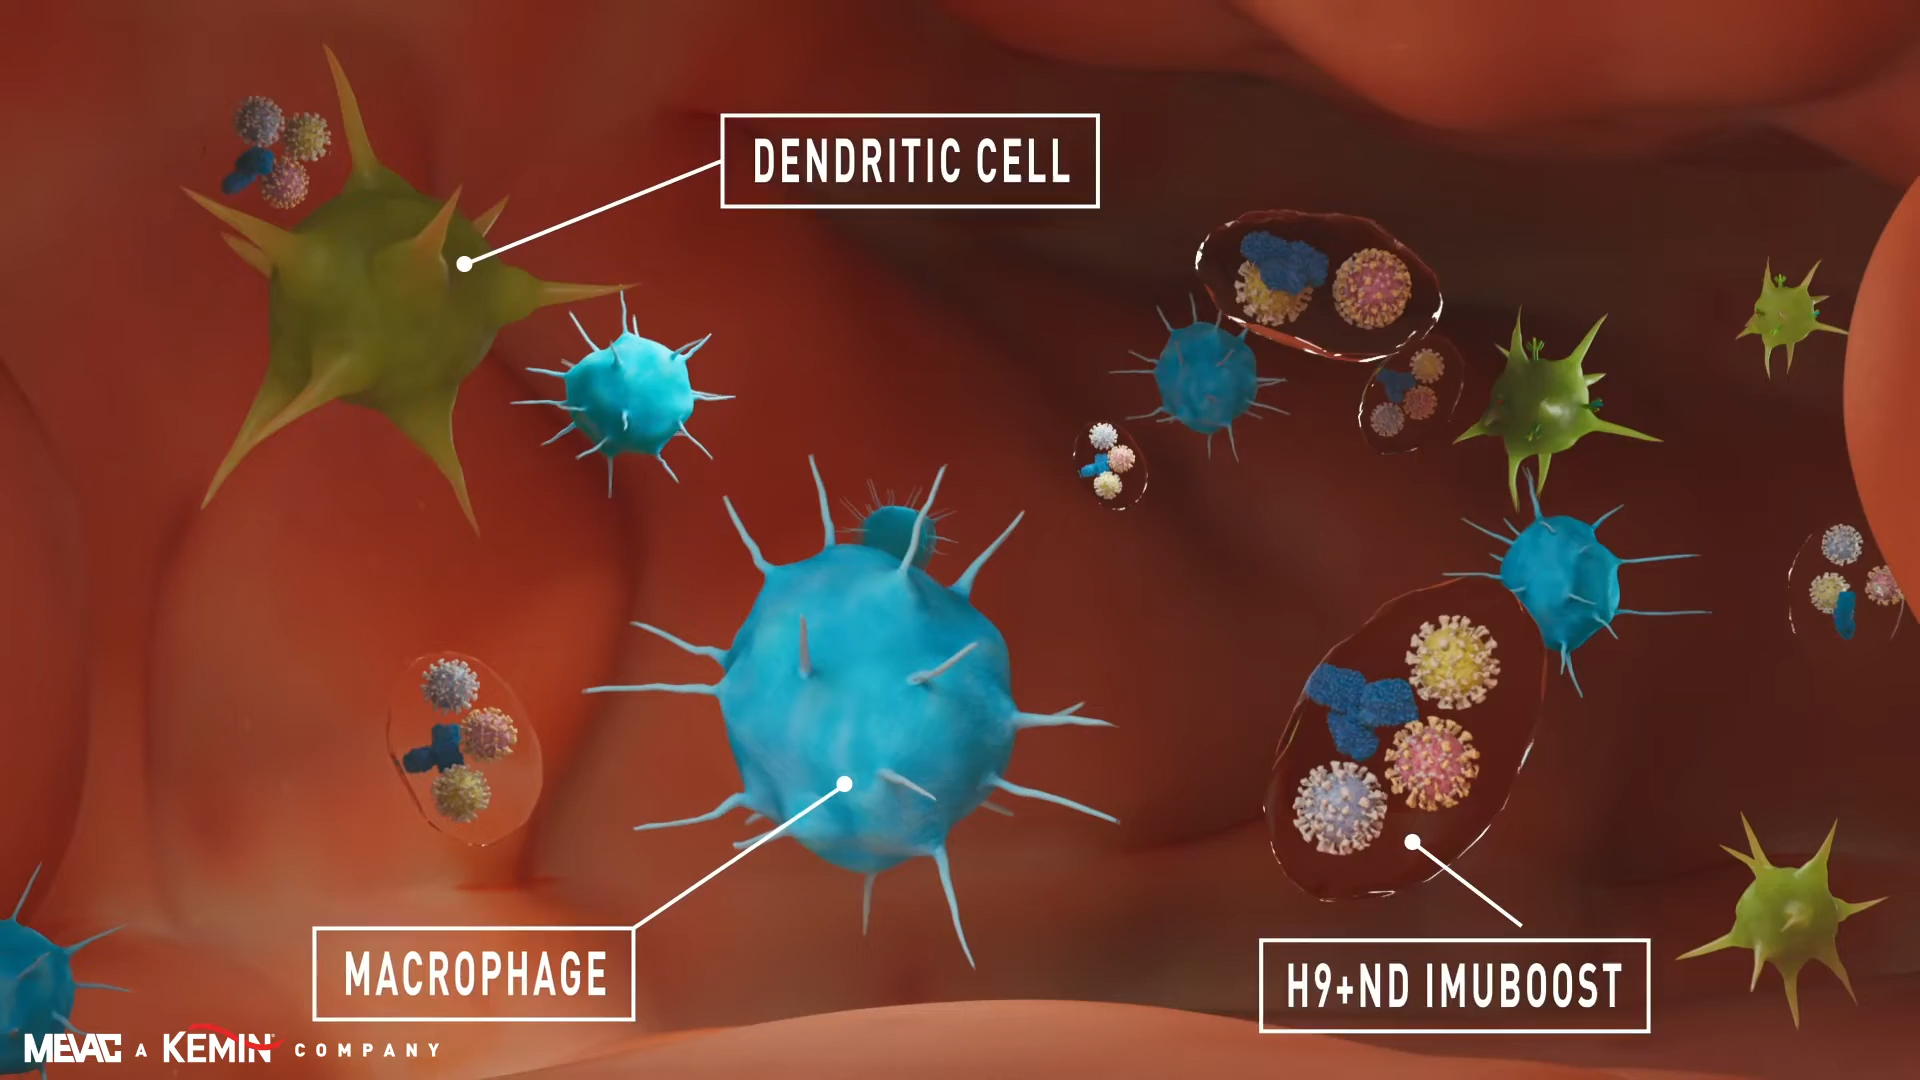 DENDRITIC CELL
MACROPHAGE
H9+ND IMUBOOST
MEVAC A KEMIN COMPANY